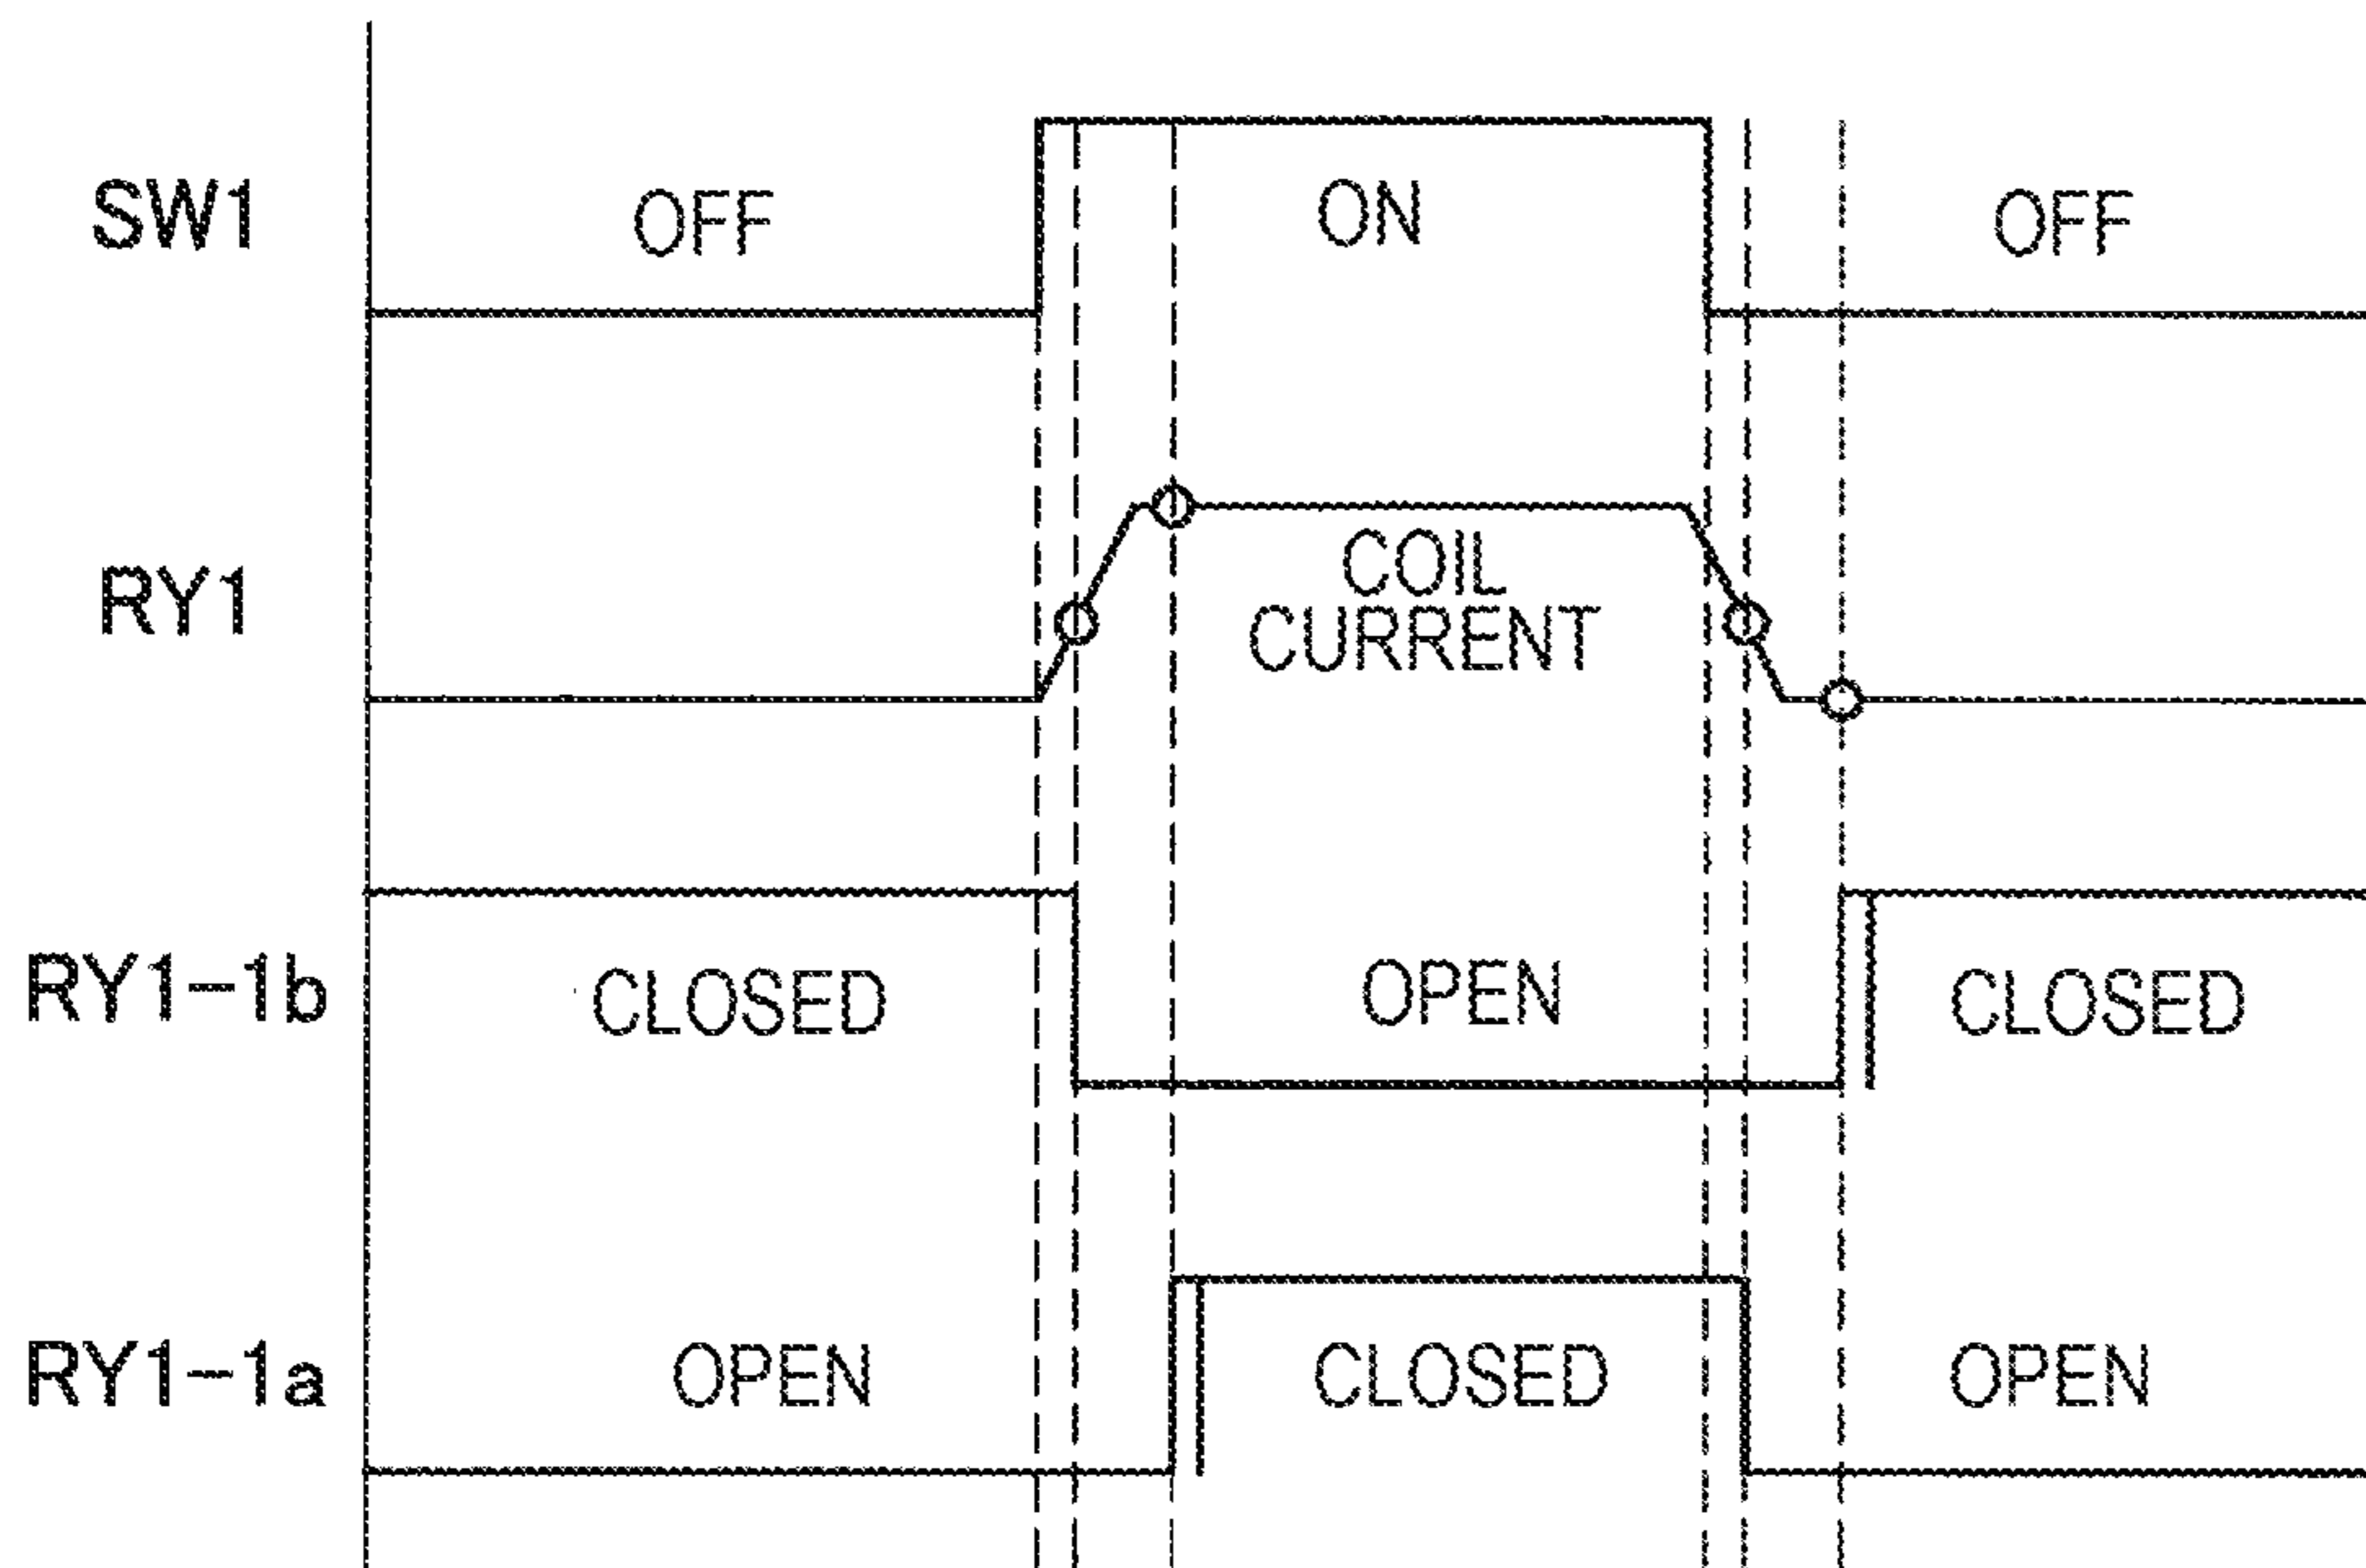 SW1 OFF ON OFF
RY1 COIL
CURRENT
RY1-1b CLOSED OPEN CLOSED
RY1-1a OPEN CLOSED OPEN